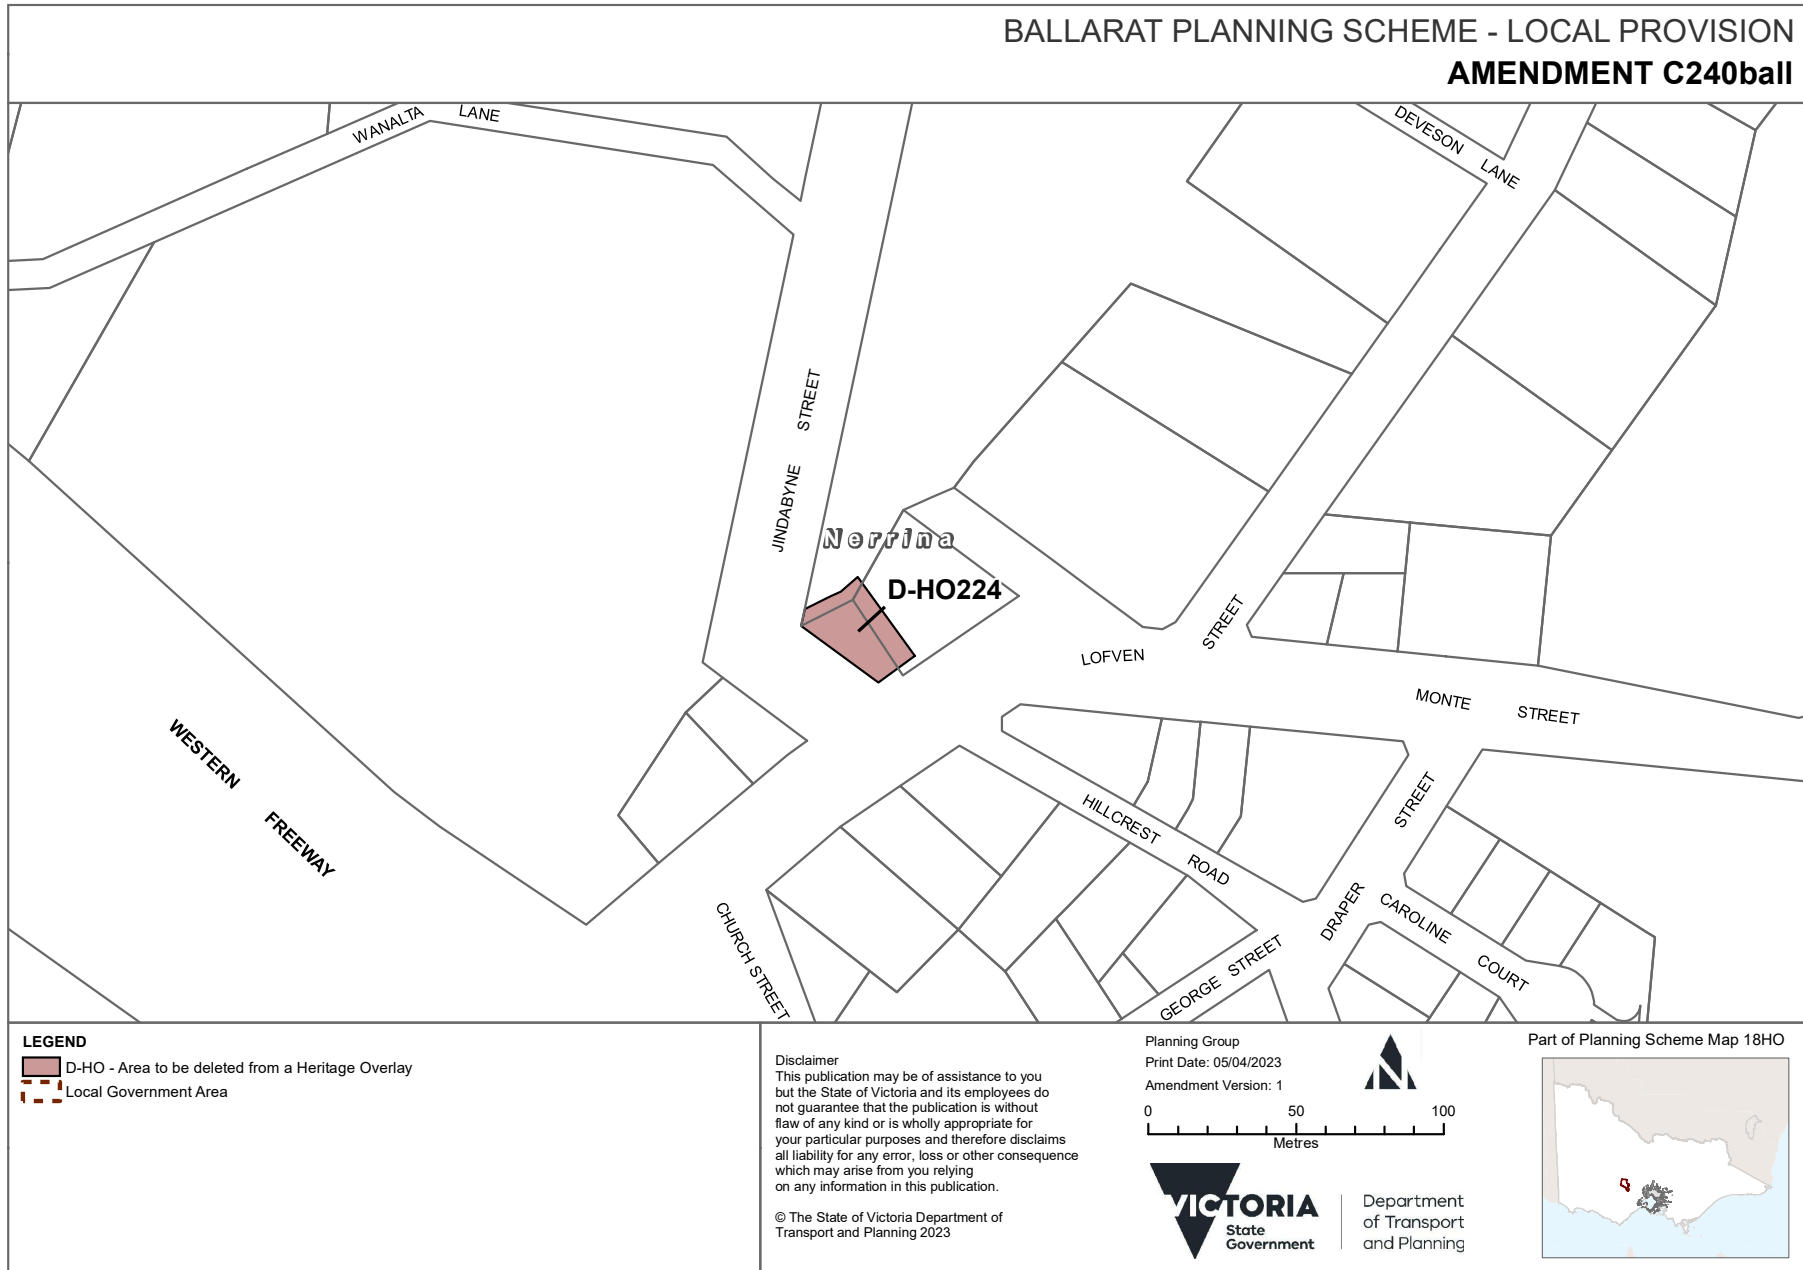 BALLARAT PLANNING SCHEME - LOCAL PROVISION
AMENDMENT C240ball
WANALTA LANE
DEVESON LANE
JINDABYNE STREET
Nerrina
D-HO224
LOFVEN STREET
MONTE STREET
WESTERN FREEWAY
HILLCREST ROAD
DRAPER STREET
CAROLINE COURT
CHURCH STREET
GEORGE STREET
LEGEND
D-HO - Area to be deleted from a Heritage Overlay
Local Government Area
Disclaimer
This publication may be of assistance to you
but the State of Victoria and its employees do
not guarantee that the publication is without
flaw of any kind or is wholly appropriate for
your particular purposes and therefore disclaims
all liability for any error, loss or other consequence
which may arise from you relying
on any information in this publication.
© The State of Victoria Department of
Transport and Planning 2023
Planning Group
Print Date: 05/04/2023
Amendment Version: 1
N
0 50 100
Metres
VICTORIA
State
Government
Department
of Transport
and Planning
Part of Planning Scheme Map 18HO